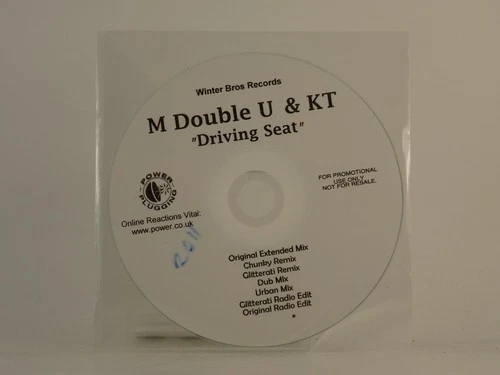 Winter Bros Records
M Double U & KT
"Driving Seat"
POWER
PLUGGING
FOR PROMOTIONAL
USE ONLY
NOT FOR RESALE.
Online Reactions Vital:
www.power.co.uk
R011
Original Extended Mix
Chunky Remix
Glitterati Remix
Dub Mix
Urban Mix
Glitterati Radio Edit
Original Radio Edit